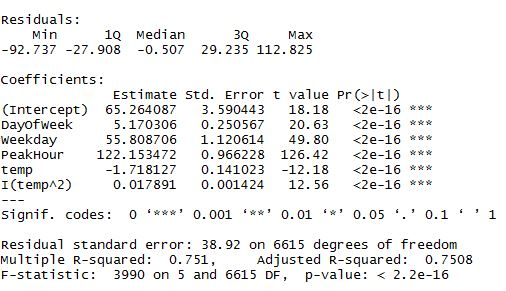 Residuals:
    Min      1Q  Median      3Q     Max
-92.737 -27.908  -0.507  29.235 112.825

Coefficients:
              Estimate Std. Error t value Pr(>|t|)
(Intercept)  65.264087   3.590443   18.18   <2e-16 ***
DayOfWeek     5.170306   0.250567   20.63   <2e-16 ***
Weekday      55.808706   1.120614   49.80   <2e-16 ***
PeakHour    122.153472   0.966228  126.42   <2e-16 ***
temp         -1.718127   0.141023  -12.18   <2e-16 ***
I(temp^2)     0.017891   0.001424   12.56   <2e-16 ***
---
Signif. codes:  0 ‘***’ 0.001 ‘**’ 0.01 ‘*’ 0.05 ‘.’ 0.1 ‘ ’ 1

Residual standard error: 38.92 on 6615 degrees of freedom
Multiple R-squared:  0.751,	Adjusted R-squared:  0.7508
F-statistic:  3990 on 5 and 6615 DF,  p-value: < 2.2e-16